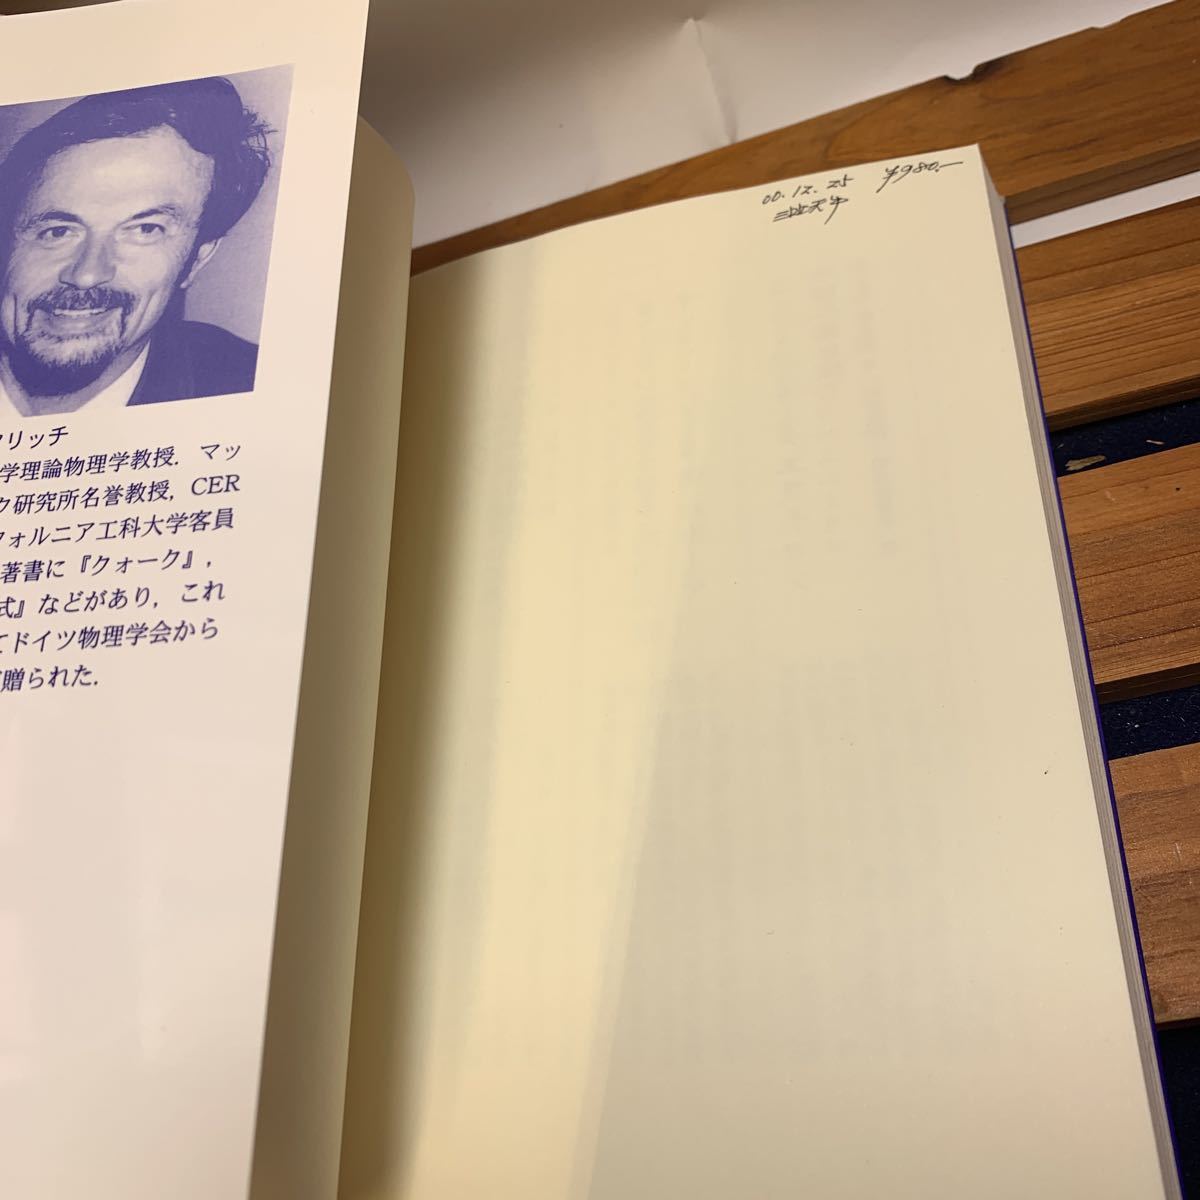 リッチ
学理論物理学教授.マッ
ク研究所名誉教授,CER
フォルニア工科大学客員
著書に『クォーク』,
式』などがあり,これ
てドイツ物理学会から
贈られた.
00.12.25 ¥980.-